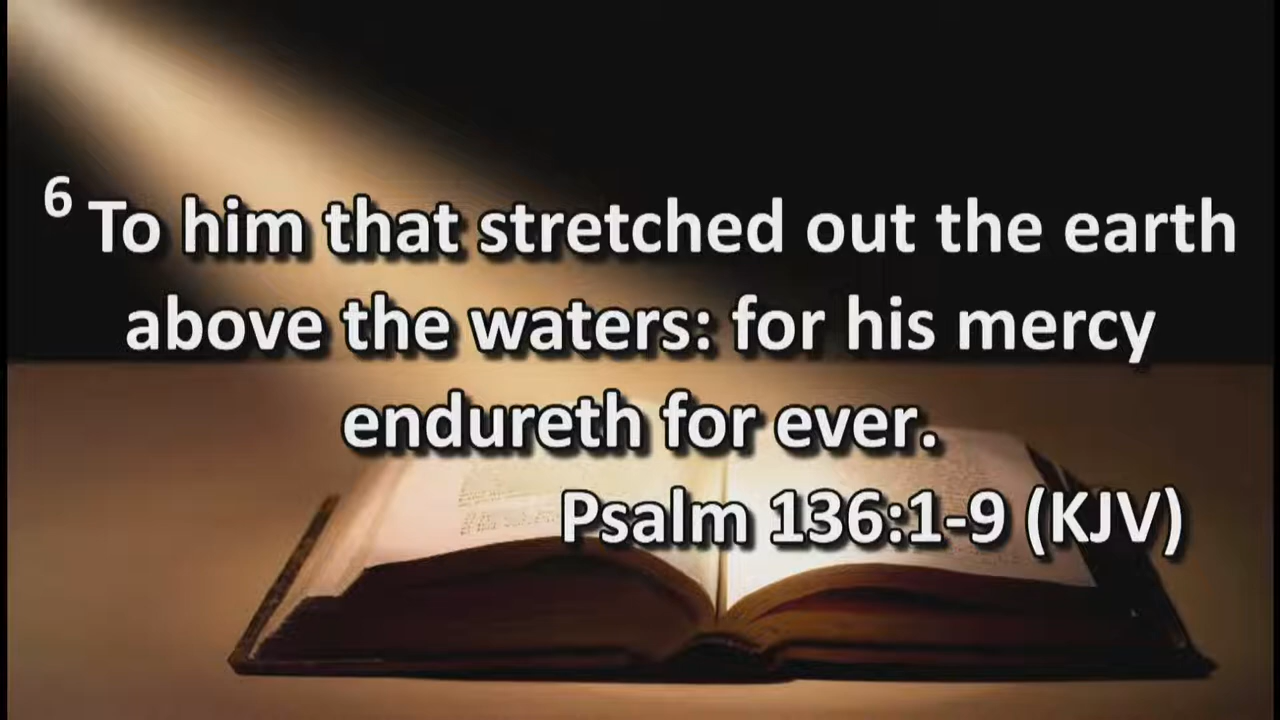 6 To him that stretched out the earth
above the waters: for his mercy
endureth for ever.
Psalm 136:1-9 (KJV)